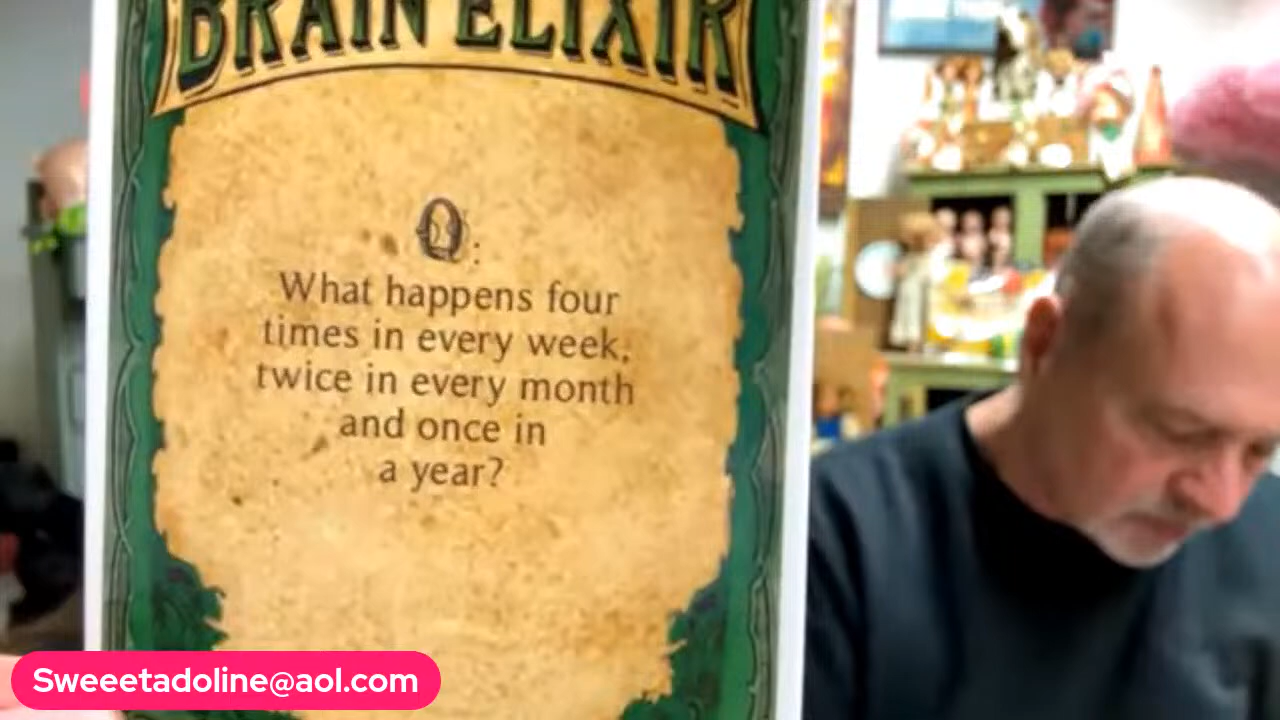 BRAIN ELIXIR
Q:
What happens four
times in every week,
twice in every month
and once in
a year?
Sweeetadoline@aol.com